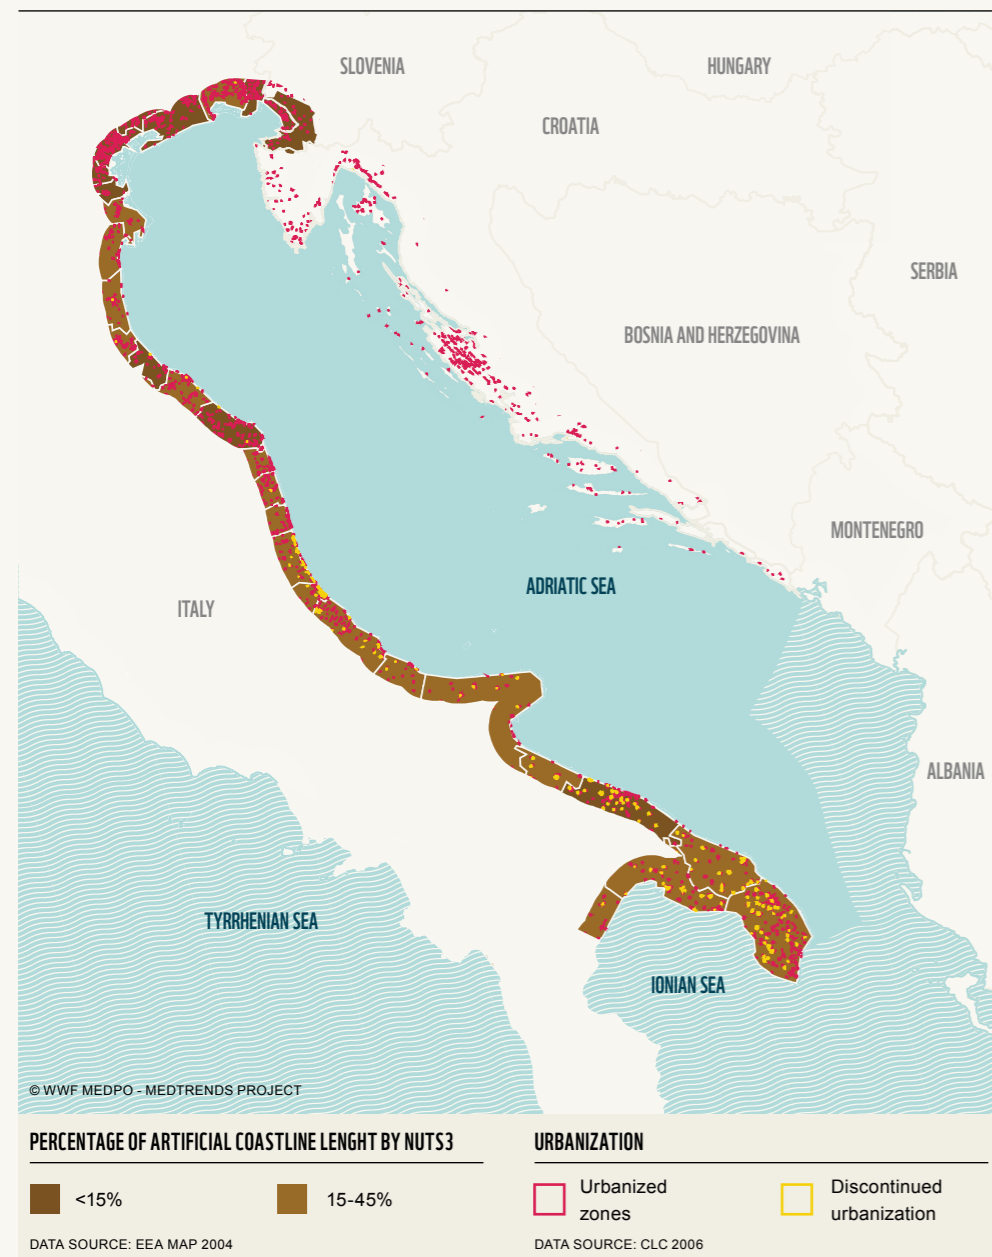 SLOVENIA
HUNGARY
CROATIA
SERBIA
BOSNIA AND HERZEGOVINA
MONTENEGRO
ADRIATIC SEA
ITALY
ALBANIA
TYRRHENIAN SEA
IONIAN SEA
© WWF MEDPO - MEDTRENDS PROJECT
PERCENTAGE OF ARTIFICIAL COASTLINE LENGHT BY NUTS3
<15%
15-45%
DATA SOURCE: EEA MAP 2004
URBANIZATION
Urbanized
zones
Discontinued
urbanization
DATA SOURCE: CLC 2006